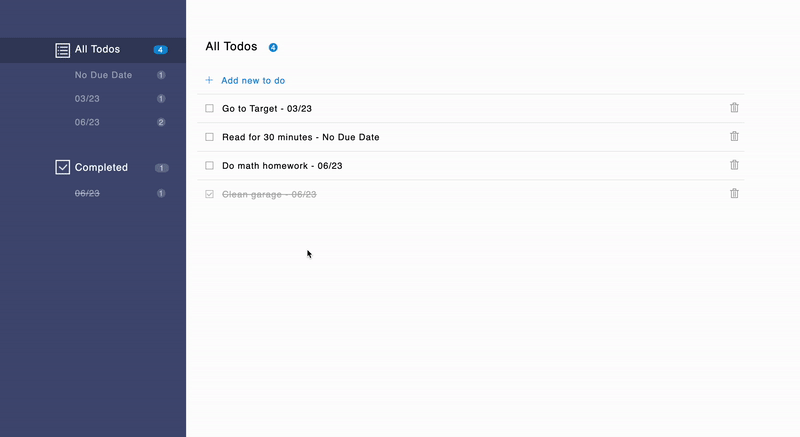 All Todos 4
No Due Date 1
03/23 1
06/23 2
Completed 1
06/23 1
All Todos 4
+ Add new to do
Go to Target - 03/23
Read for 30 minutes - No Due Date
Do math homework - 06/23
Clean garage - 06/23